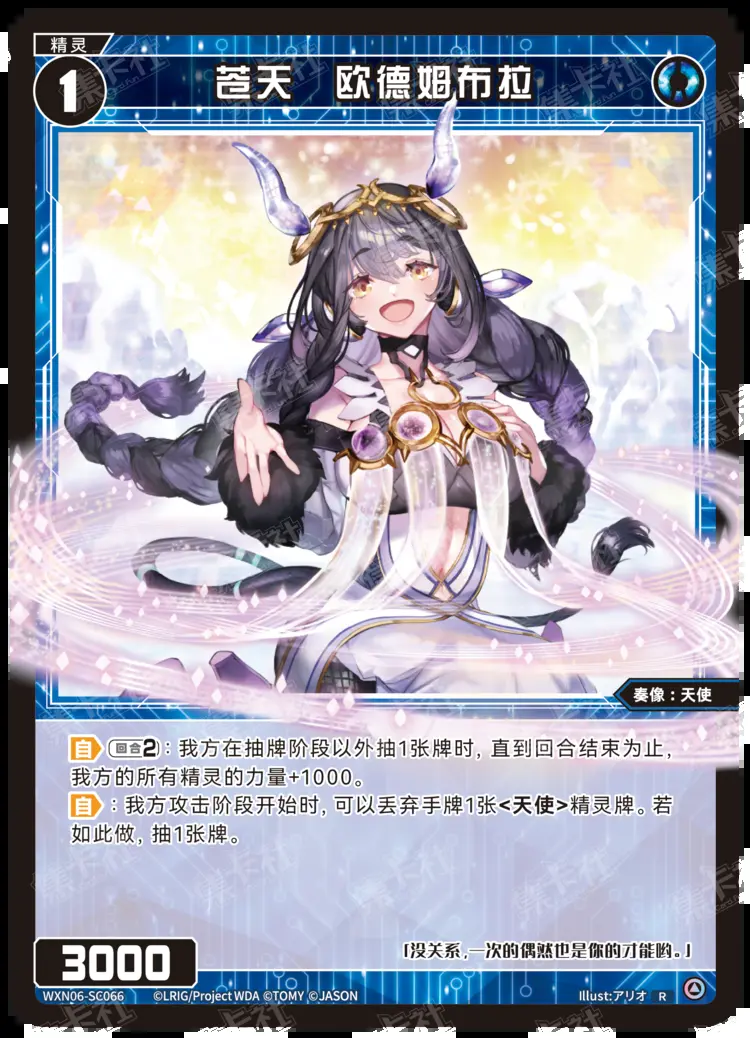 精灵
1
苍天 欧德姆布拉
奏像：天使
自 回合2：我方在抽牌阶段以外抽1张牌时，直到回合结束为止，
我方的所有精灵的力量+1000。
自：我方攻击阶段开始时，可以丢弃手牌1张<天使>精灵牌。若
如此做，抽1张牌。
「没关系，一次的偶然也是你的才能哟。」
3000
WXN06-SC066 ©LRIG/Project WDA ©TOMY ©JASON Illust:アリオ R
集卡社